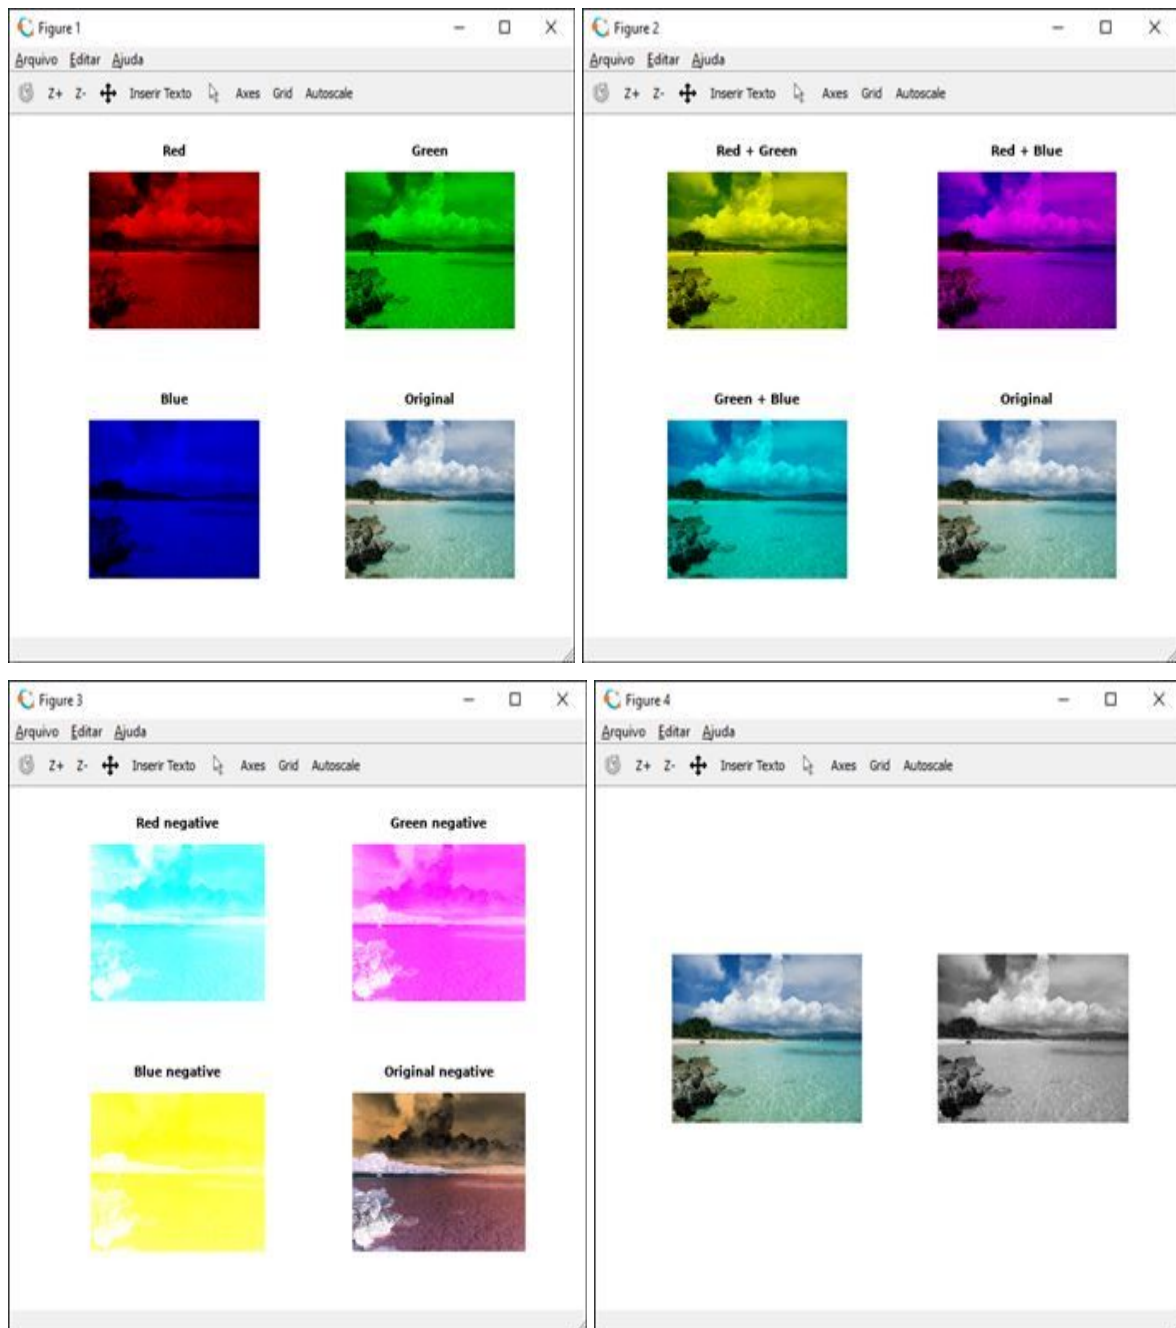 Figure 1
Arquivo Editar Ajuda
Z+ Z- Inserir Texto Axes Grid Autoscale
Red Green
Blue Original
Figure 2
Arquivo Editar Ajuda
Z+ Z- Inserir Texto Axes Grid Autoscale
Red + Green Red + Blue
Green + Blue Original
Figure 3
Arquivo Editar Ajuda
Z+ Z- Inserir Texto Axes Grid Autoscale
Red negative Green negative
Blue negative Original negative
Figure 4
Arquivo Editar Ajuda
Z+ Z- Inserir Texto Axes Grid Autoscale